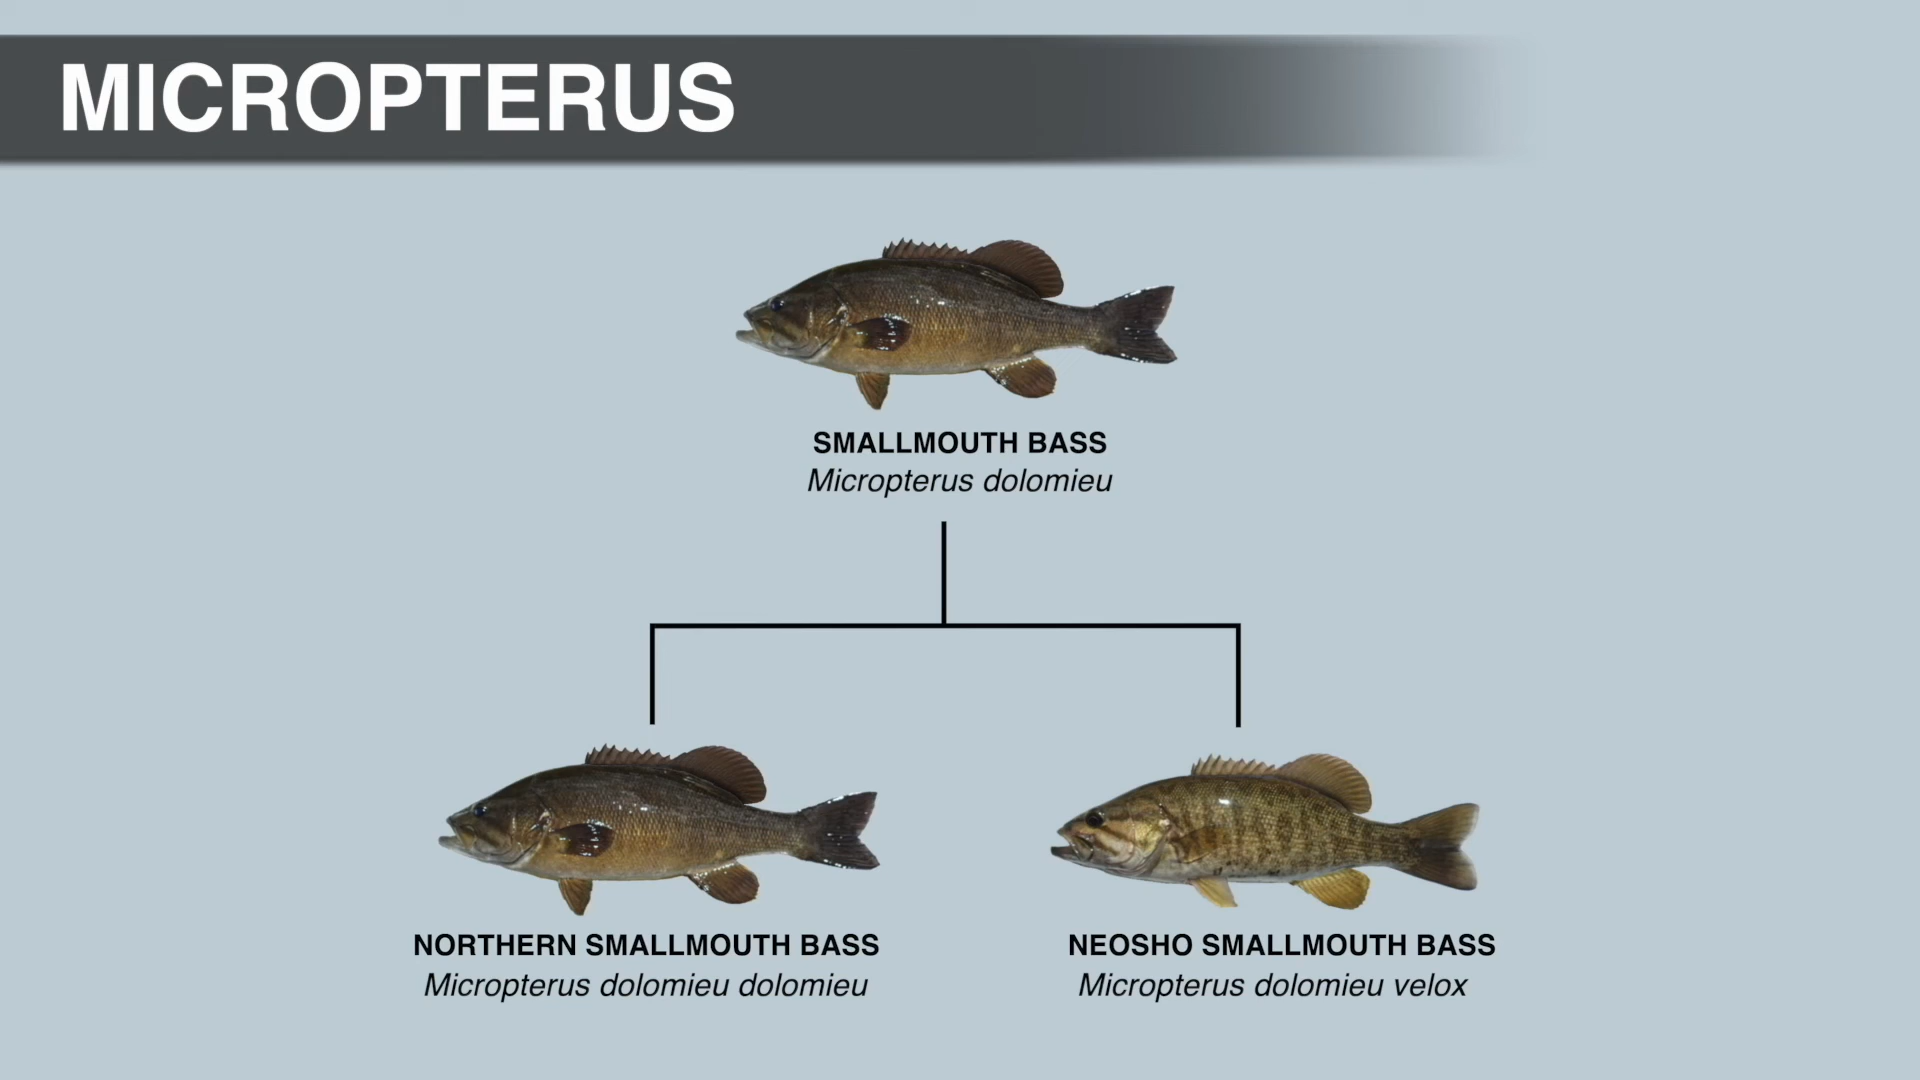 MICROPTERUS
SMALLMOUTH BASS
Micropterus dolomieu
NORTHERN SMALLMOUTH BASS
Micropterus dolomieu dolomieu
NEOSHO SMALLMOUTH BASS
Micropterus dolomieu velox